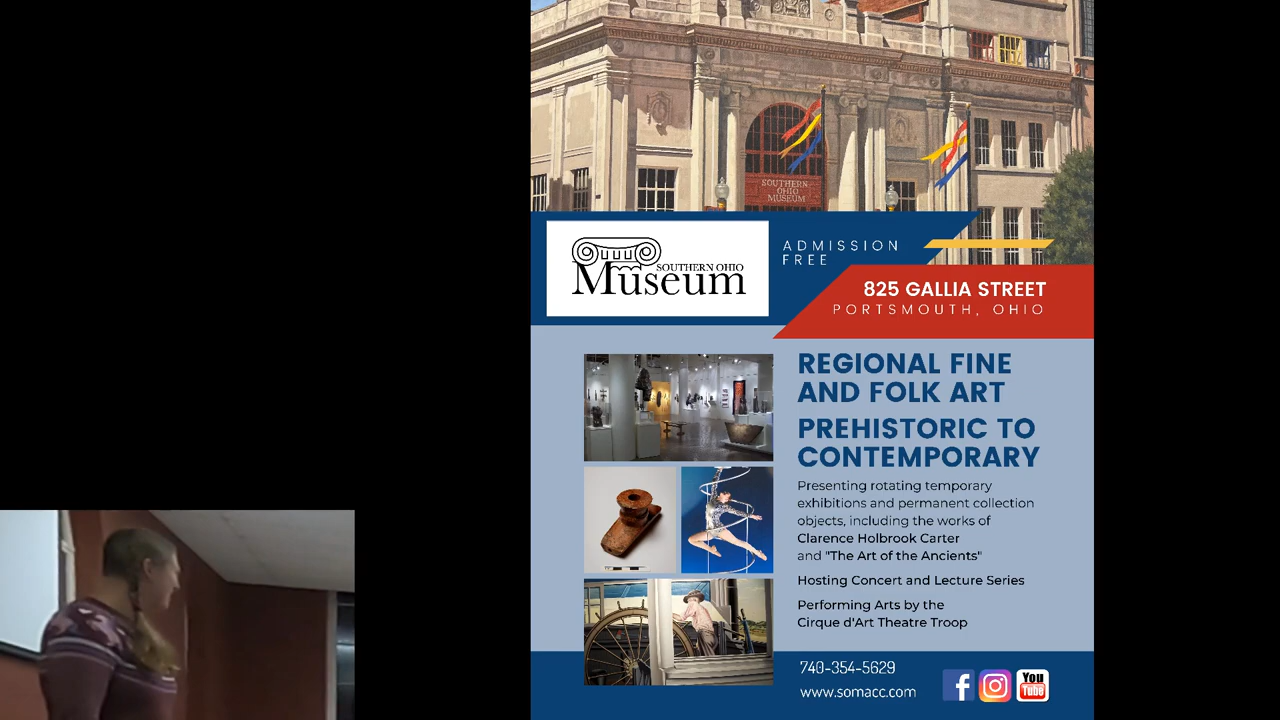 SOUTHERN
OHIO
MUSEUM
SOUTHERN OHIO
Museum
ADMISSION
FREE
825 GALLIA STREET
PORTSMOUTH, OHIO
REGIONAL FINE
AND FOLK ART
PREHISTORIC TO
CONTEMPORARY
Presenting rotating temporary
exhibitions and permanent collection
objects, including the works of
Clarence Holbrook Carter
and "The Art of the Ancients"
Hosting Concert and Lecture Series
Performing Arts by the
Cirque d'Art Theatre Troop
740-354-5629
www.somacc.com
You
Tube